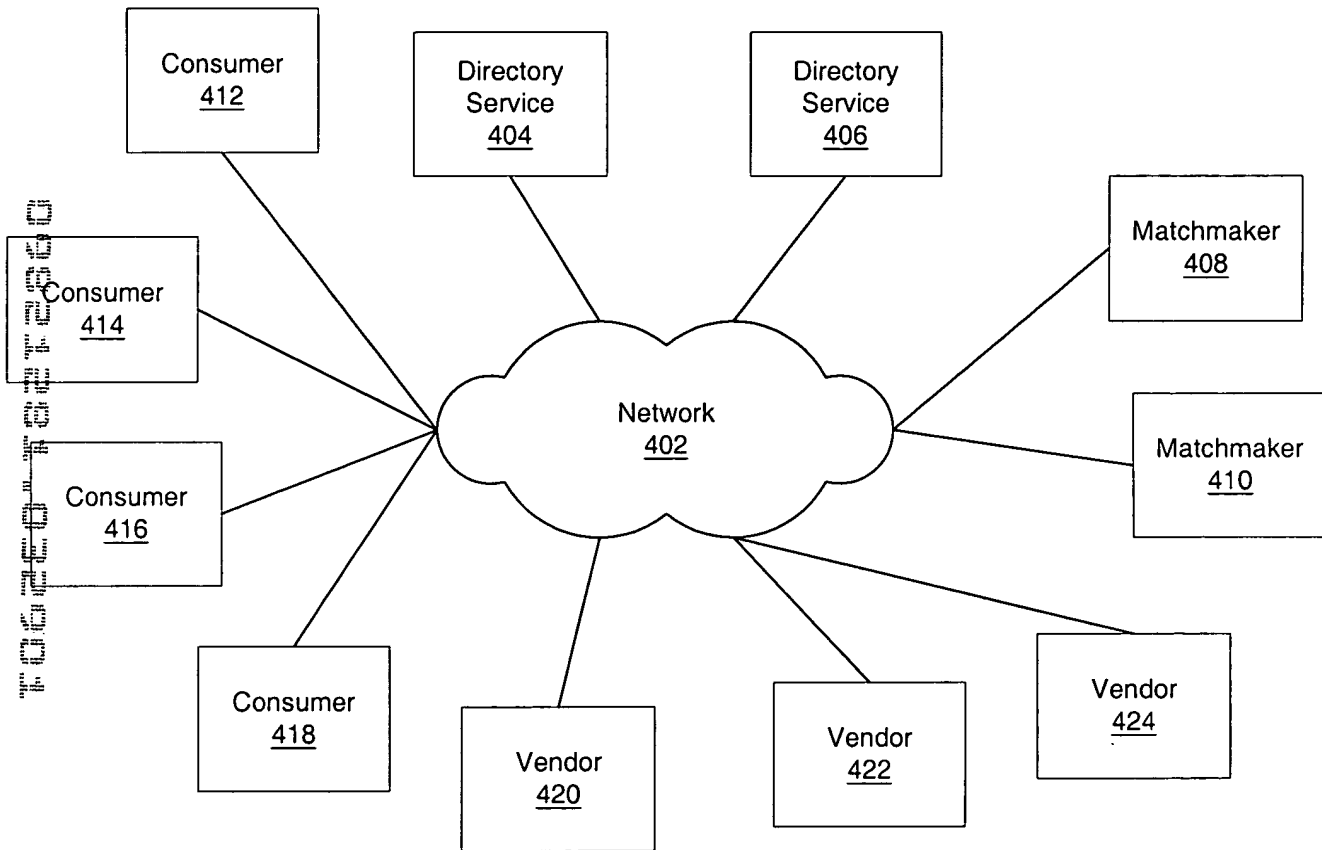 Consumer
412
Directory
Service
404
Directory
Service
406
Matchmaker
408
Consumer
414
Network
402
Matchmaker
410
Consumer
416
Consumer
418
Vendor
420
Vendor
422
Vendor
424